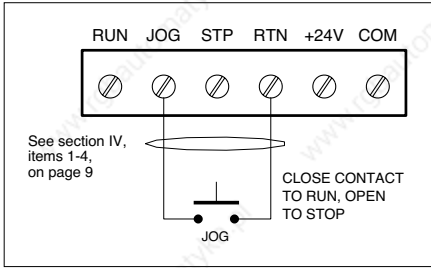 RUN JOG STP RTN +24V COM
See section IV,
items 1-4,
on page 9
CLOSE CONTACT
TO RUN, OPEN
TO STOP
JOG